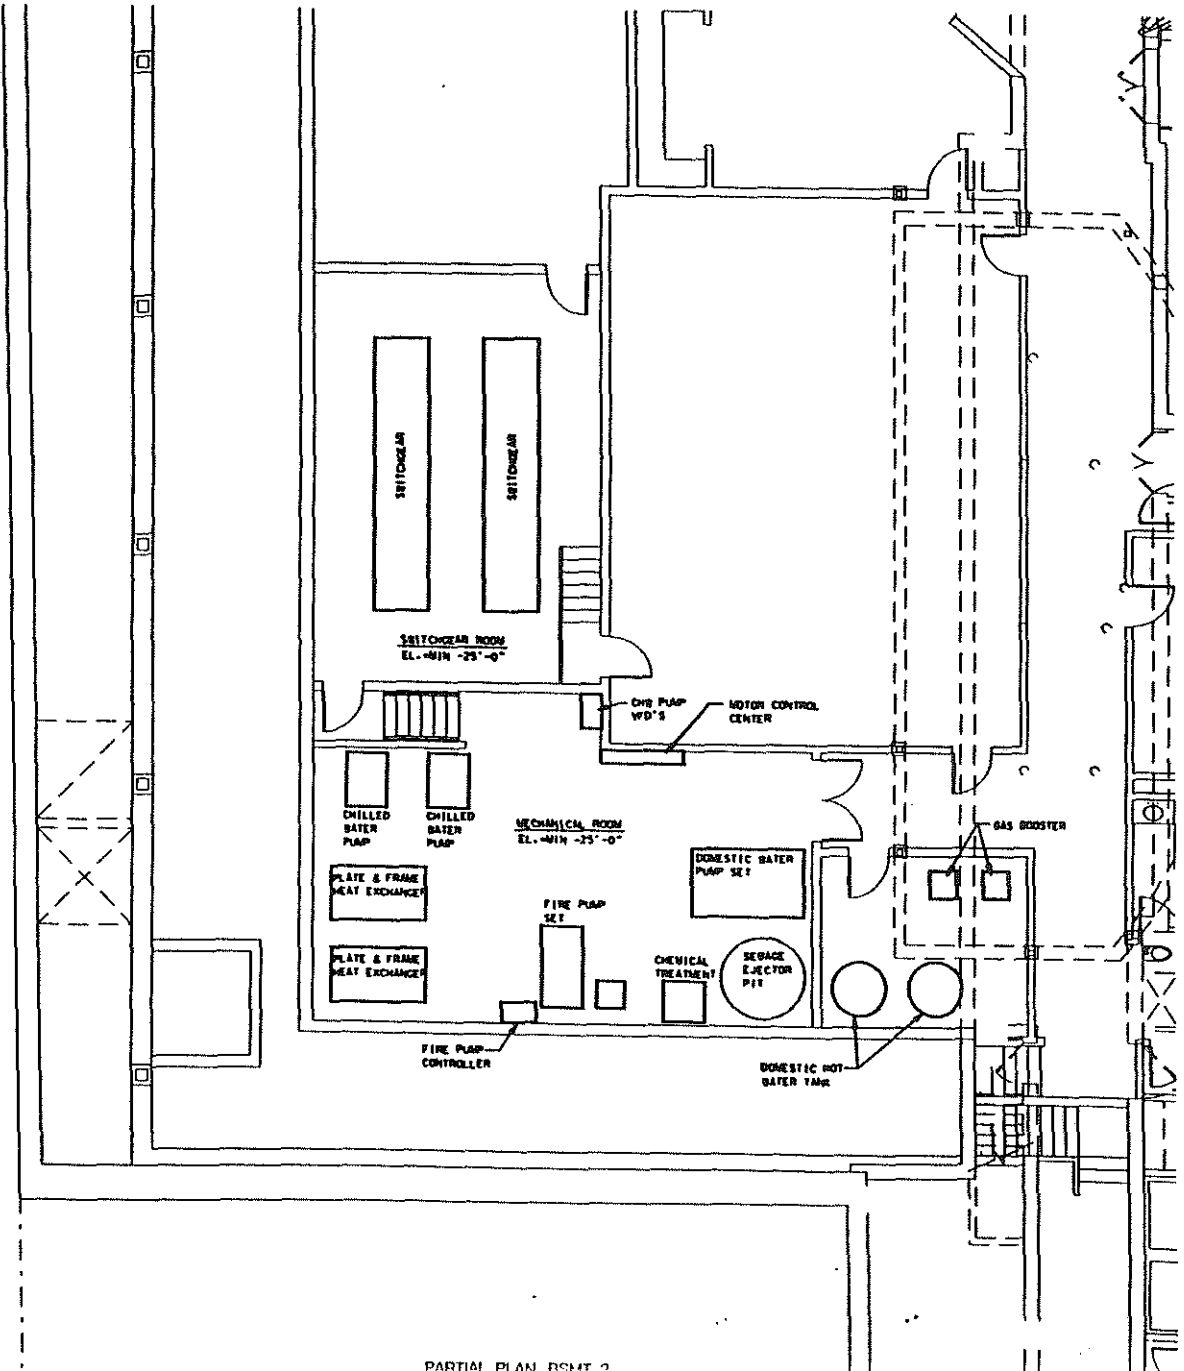 SWITCHGEAR
SWITCHGEAR
SWITCHGEAR ROOM
EL.=MIN -25'-0"
CHW PUMP
VFD'S
MOTOR CONTROL
CENTER
CHILLED
WATER
PUMP
CHILLED
WATER
PUMP
MECHANICAL ROOM
EL.=MIN -25'-0"
GAS BOOSTER
DOMESTIC WATER
PUMP SET
PLATE & FRAME
HEAT EXCHANGER
FIRE PUMP
SET
PLATE & FRAME
HEAT EXCHANGER
CHEMICAL
TREATMENT
SEWAGE
EJECTOR
PIT
FIRE PUMP
CONTROLLER
DOMESTIC HOT
WATER TANK
PARTIAL PLAN BSMT 2